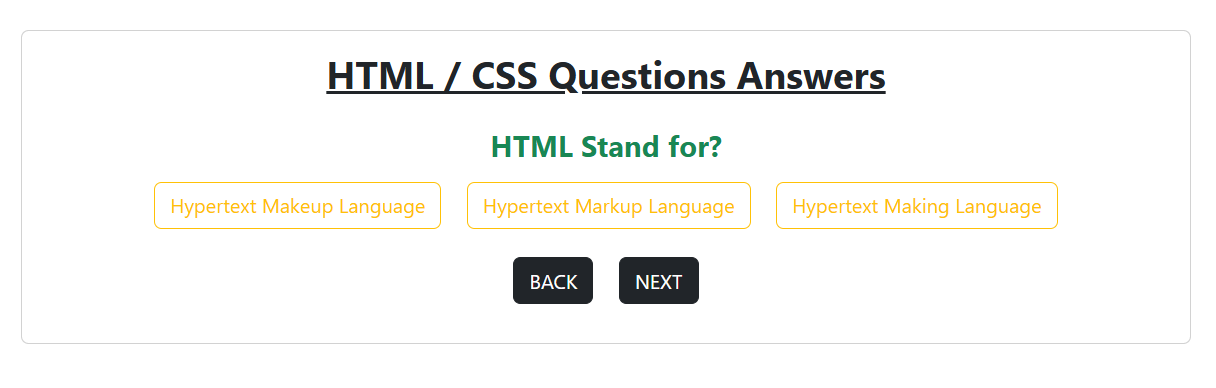 HTML / CSS Questions Answers
HTML Stand for?
Hypertext Makeup Language Hypertext Markup Language Hypertext Making Language
BACK NEXT